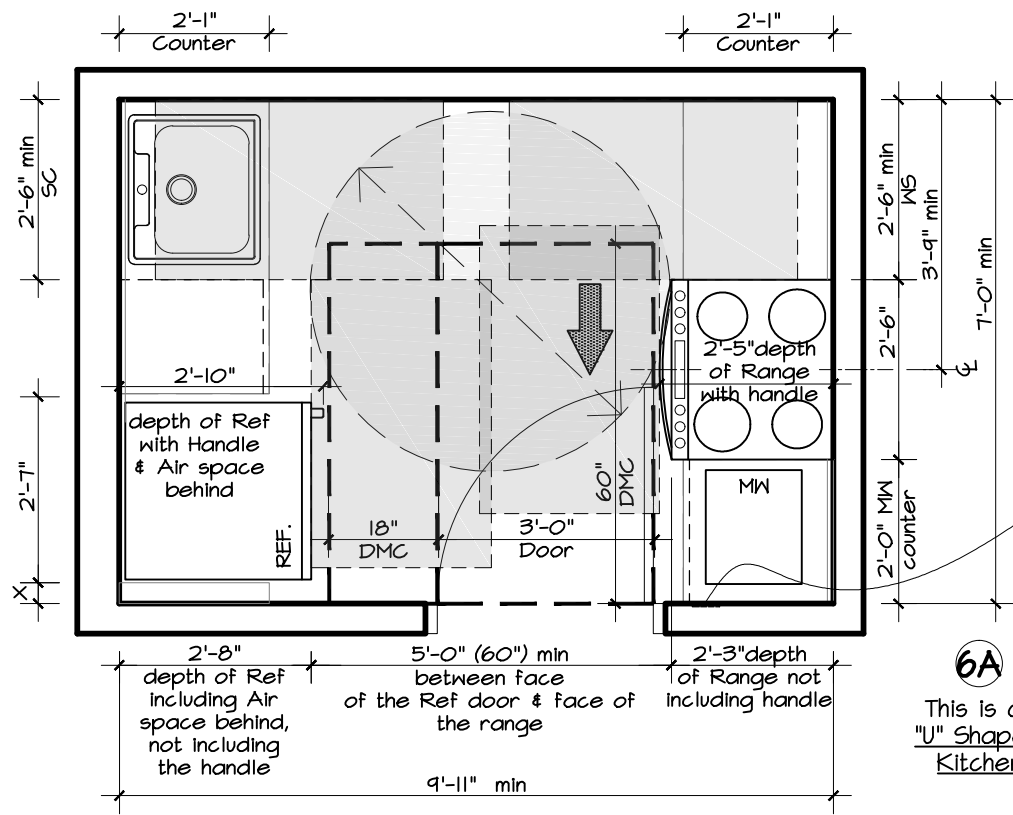 2'-1"
Counter
2'-1"
Counter
2'-6" min
SC
2'-6" min
WS
3'-9" min
7'-0" min
2'-6"
℄
2'-10"
2'-5"depth
of Range
with handle
depth of Ref
with Handle
& Air space
behind
2'-7"
REF.
X
18"
DMC
3'-0"
Door
60"
DMC
MW
2'-0" MW
counter
2'-8"
depth of Ref
including Air
space behind,
not including
the handle
5'-0" (60") min
between face
of the Ref door & face of
the range
2'-3"depth
of Range not
including handle
9'-11" min
6A
This is
"U" Shap
Kitchen